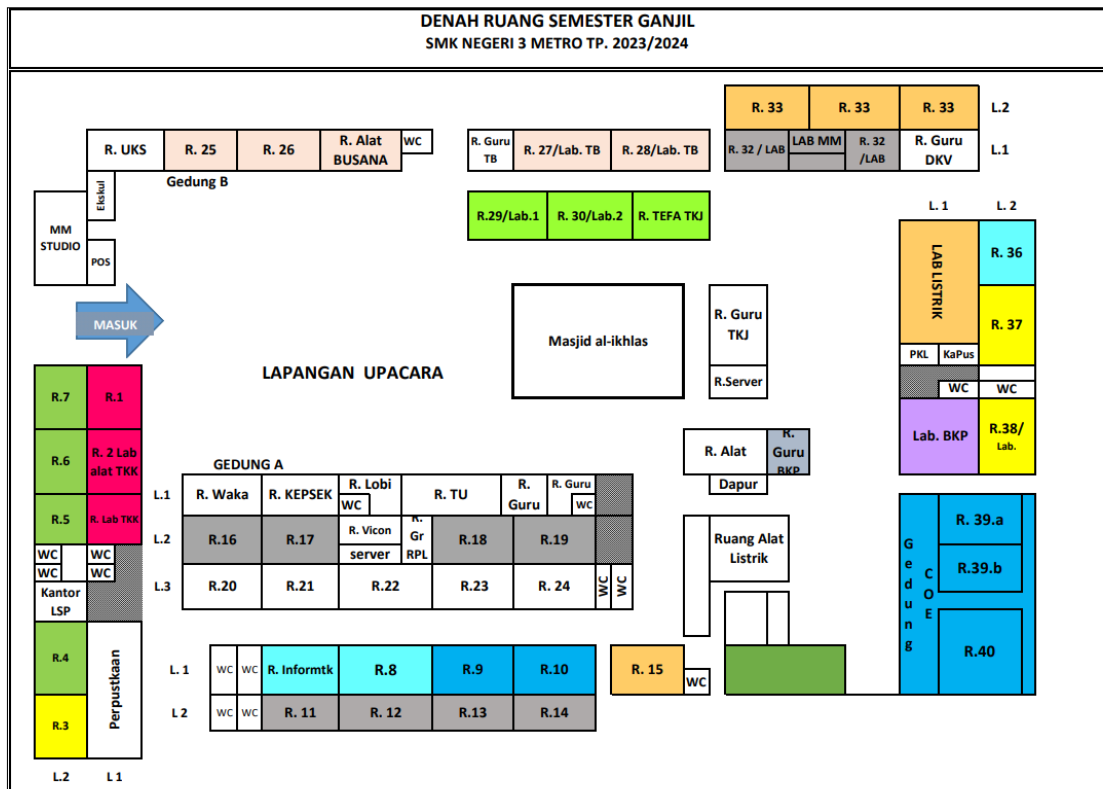 DENAH RUANG SEMESTER GANJIL
SMK NEGERI 3 METRO TP. 2023/2024
R. 33
R. 33
R. 33
L.2
R. UKS
R. 25
R. 26
R. Alat
BUSANA
WC
R. Guru
TB
R. 27/Lab. TB
R. 28/Lab. TB
R. 32 / LAB
LAB MM
R. 32
/LAB
R. Guru
DKV
L.1
Gedung B
Ekskul
MM
STUDIO
POS
R.29/Lab.1
R. 30/Lab.2
R. TEFA TKJ
L. 1
L. 2
LAB LISTRIK
R. 36
R. 37
MASUK
Masjid al-ikhlas
R. Guru
TKJ
R.Server
PKL
KaPus
WC
WC
LAPANGAN UPACARA
R.7
R.1
R.6
R. 2 Lab
alat TKK
R.5
R. Lab TKK
WC
WC
WC
WC
Kantor
LSP
R.4
Perpustkaan
R.3
L.2
L 1
Lab. BKP
R.38/
Lab.
R. Alat
R.
Guru
BKP
Dapur
GEDUNG A
L.1
R. Waka
R. KEPSEK
R. Lobi
WC
R. TU
R.
Guru
R. Guru
WC
L.2
R.16
R.17
R. Vicon
server
R.
Gr
RPL
R.18
R.19
L.3
R.20
R.21
R.22
R.23
R. 24
WC
WC
Ruang Alat
Listrik
Gedung
COE
R. 39.a
R.39.b
R.40
L. 1
WC
WC
R. Informtk
R.8
R.9
R.10
R. 15
WC
L 2
WC
WC
R. 11
R. 12
R.13
R.14